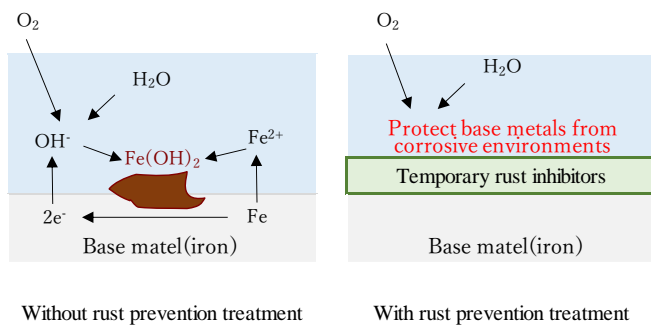 O₂
H₂O
OH⁻
Fe(OH)₂
Fe²⁺
2e⁻
Fe
Base matel(iron)
Without rust prevention treatment
O₂
H₂O
Protect base metals from
corrosive environments
Temporary rust inhibitors
Base matel(iron)
With rust prevention treatment